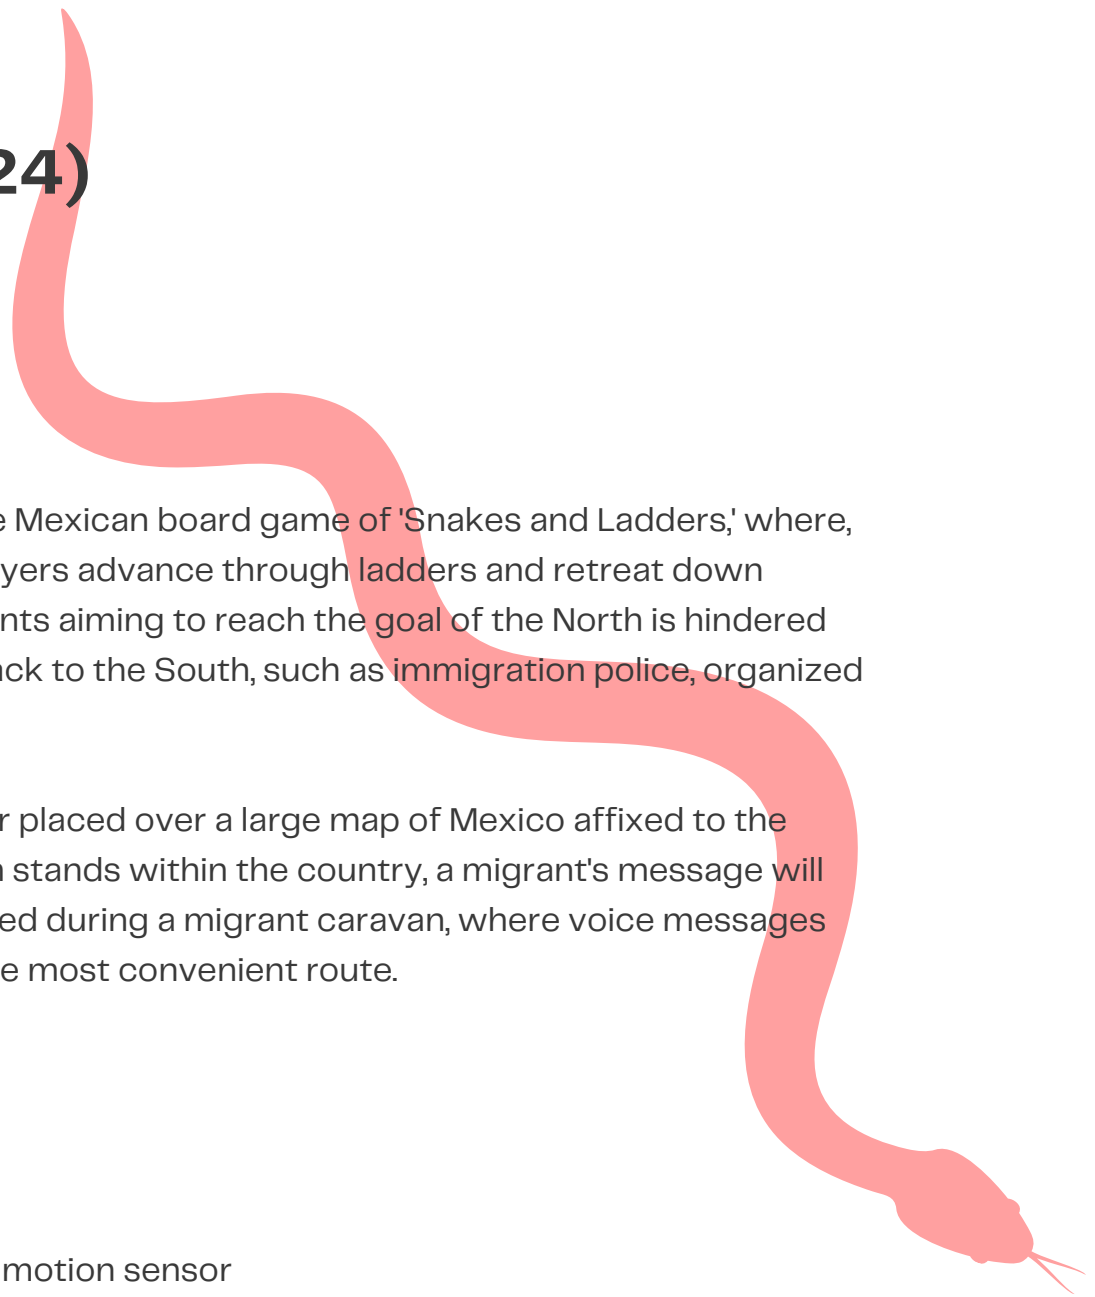 24)
e Mexican board game of 'Snakes and Ladders,' where,
yers advance through ladders and retreat down
nts aiming to reach the goal of the North is hindered
ck to the South, such as immigration police, organized
r placed over a large map of Mexico affixed to the
stands within the country, a migrant's message will
ed during a migrant caravan, where voice messages
e most convenient route.
motion sensor